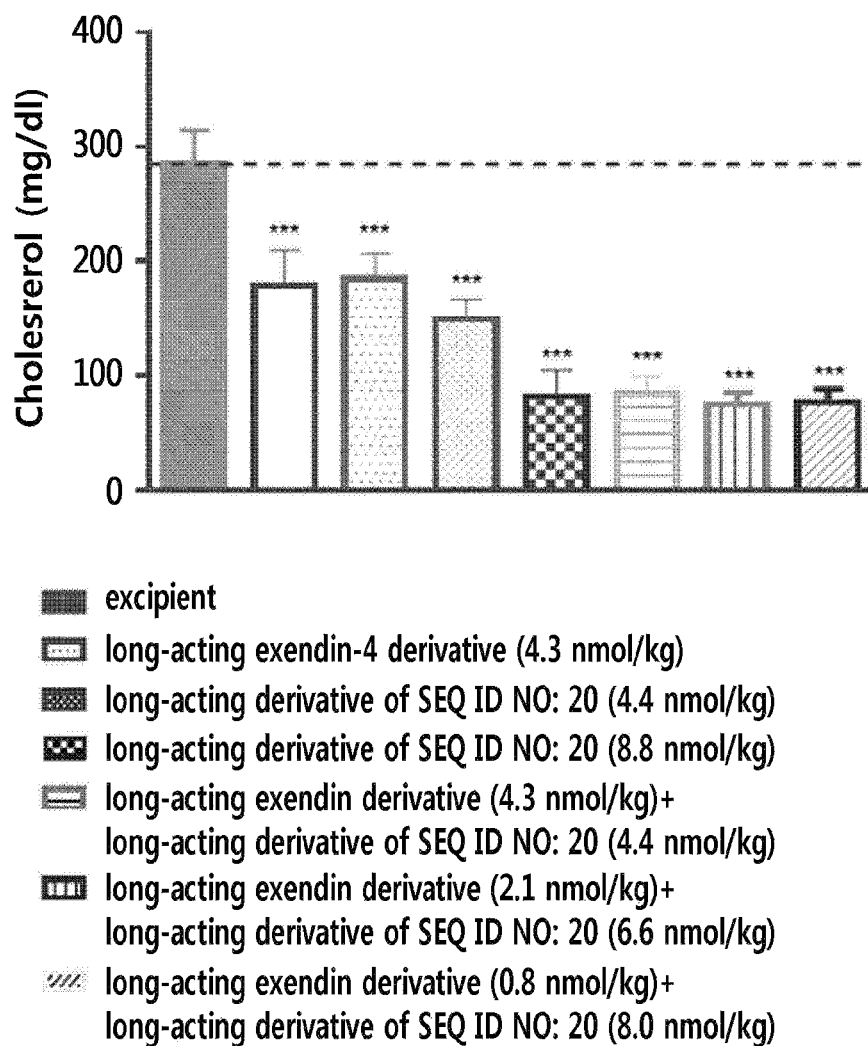 400
300
200
100
0
Cholesrerol (mg/dl)
***
***
***
***
***
***
***
excipient
long-acting exendin-4 derivative (4.3 nmol/kg)
long-acting derivative of SEQ ID NO: 20 (4.4 nmol/kg)
long-acting derivative of SEQ ID NO: 20 (8.8 nmol/kg)
long-acting exendin derivative (4.3 nmol/kg)+
long-acting derivative of SEQ ID NO: 20 (4.4 nmol/kg)
long-acting exendin derivative (2.1 nmol/kg)+
long-acting derivative of SEQ ID NO: 20 (6.6 nmol/kg)
long-acting exendin derivative (0.8 nmol/kg)+
long-acting derivative of SEQ ID NO: 20 (8.0 nmol/kg)